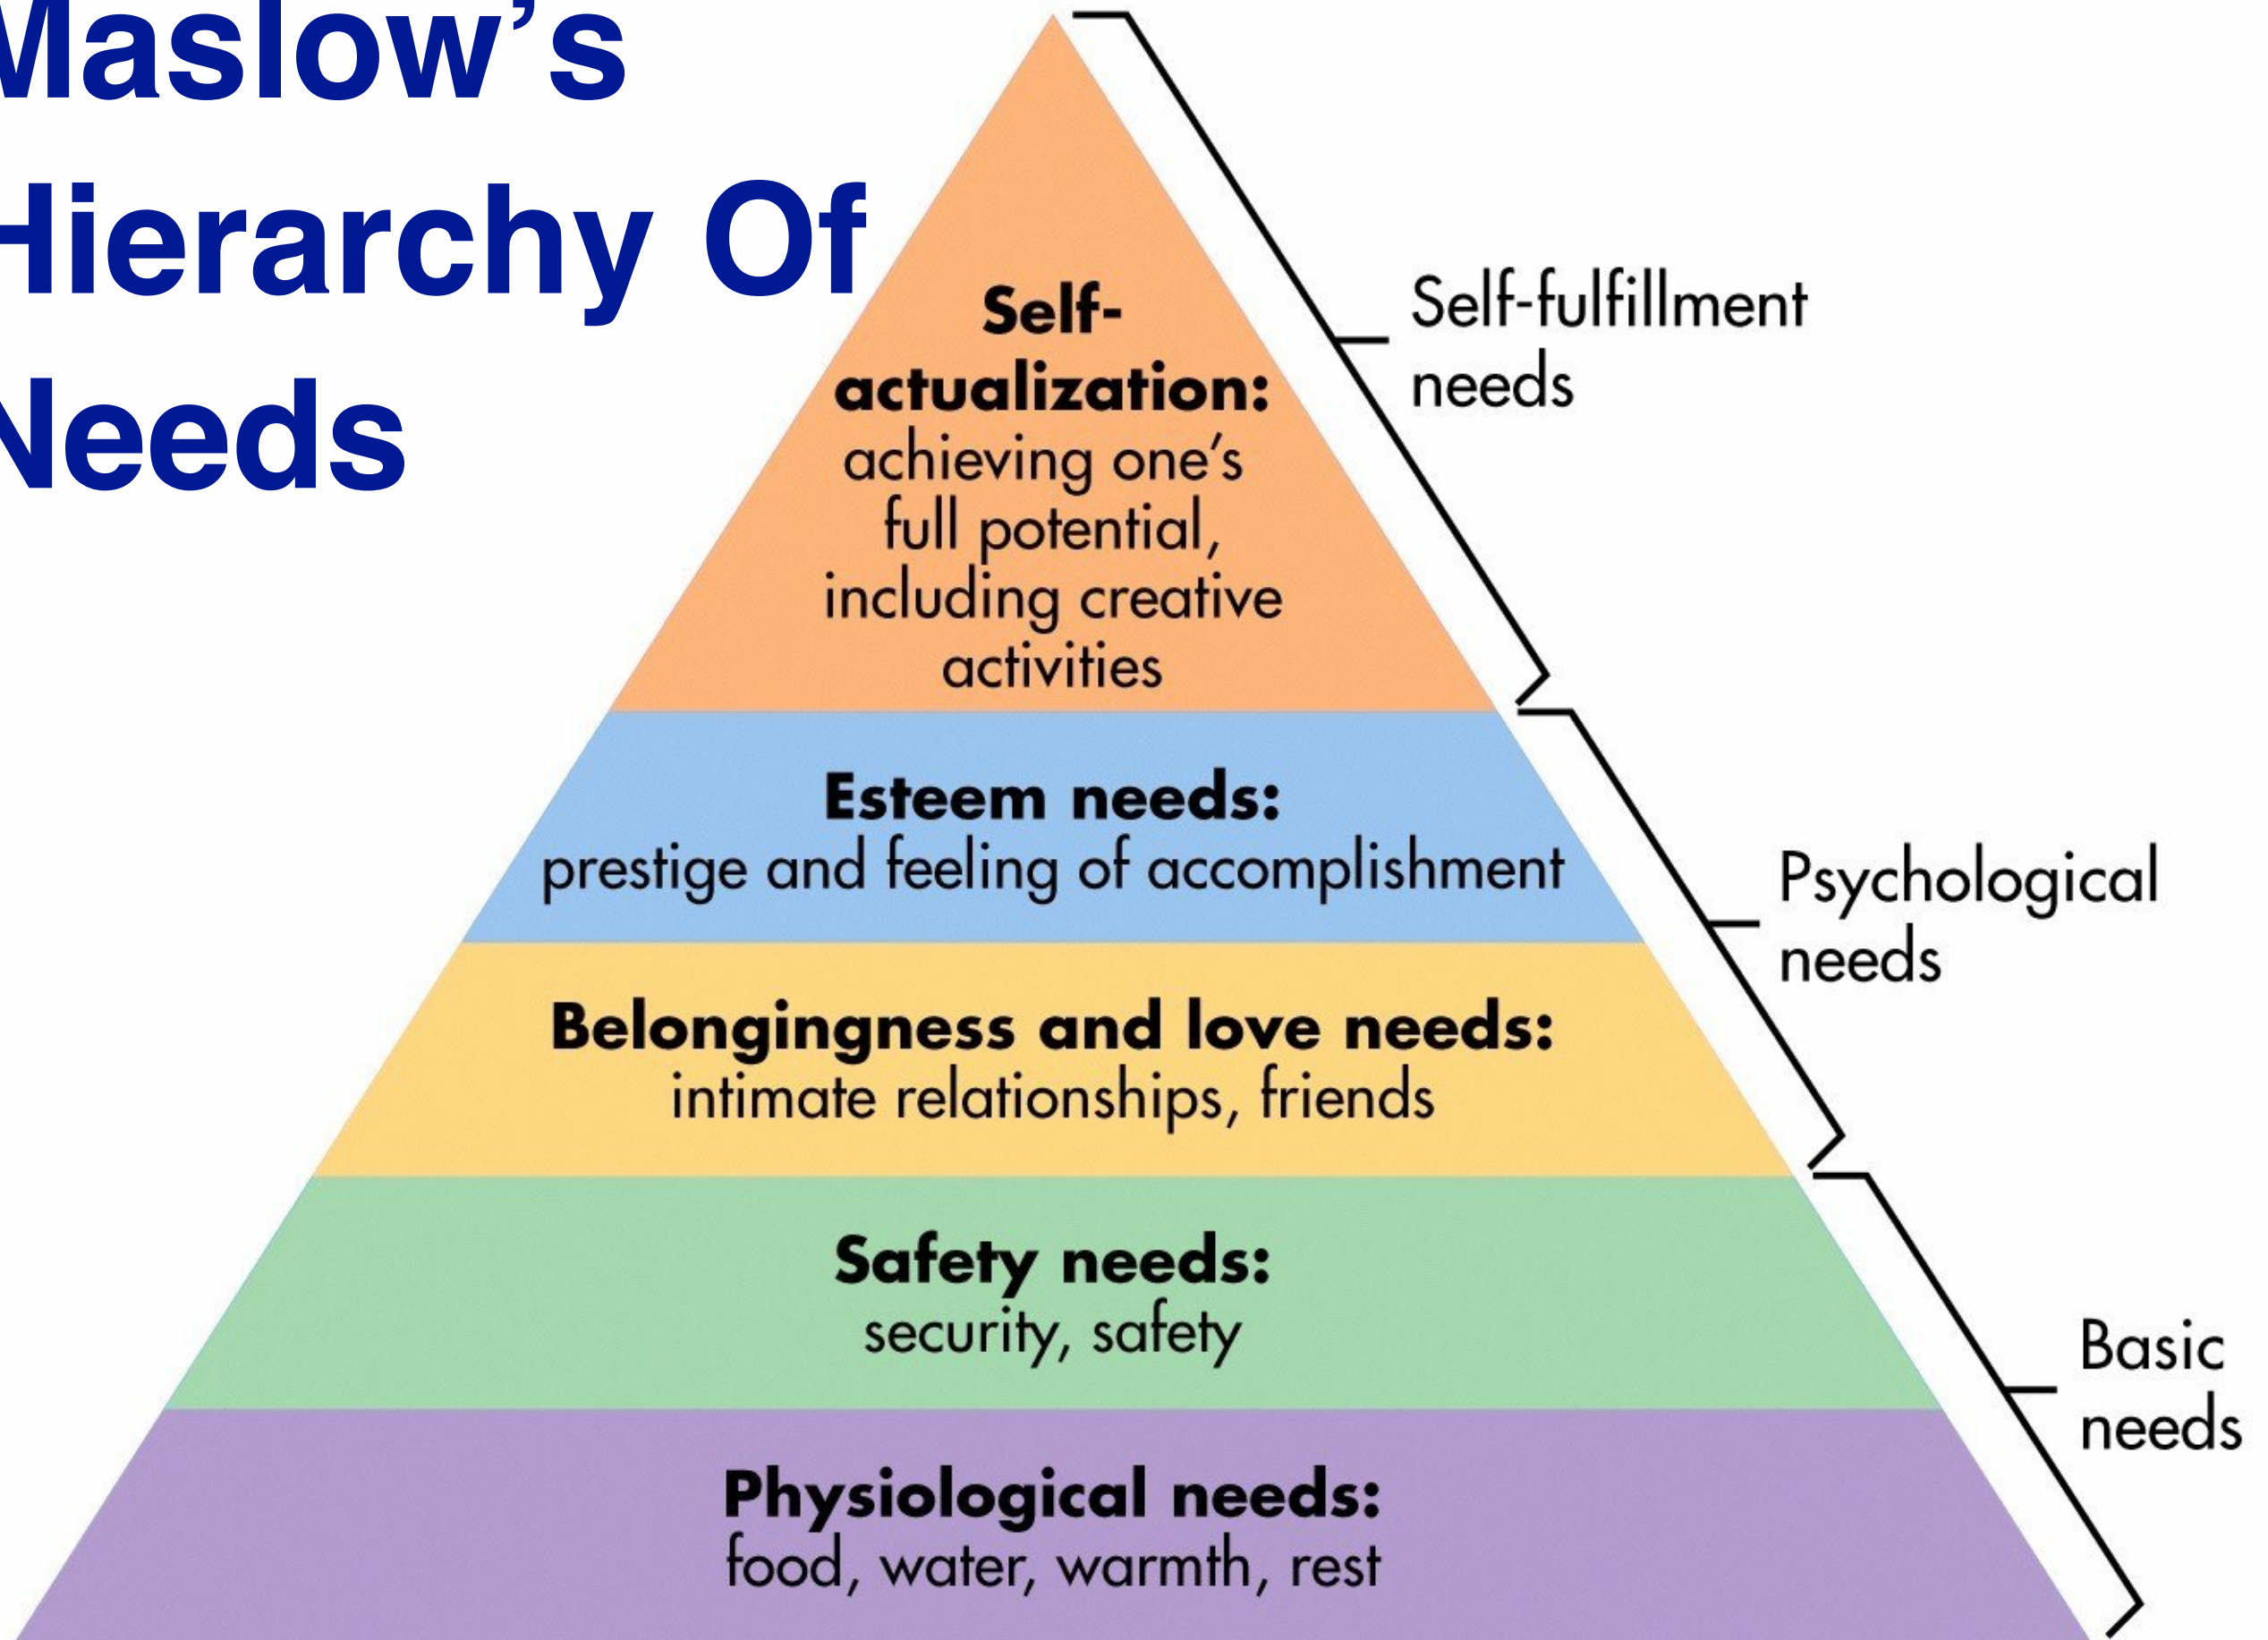 Maslow's
Hierarchy Of
Needs
Self-
actualization:
achieving one's
full potential,
including creative
activities
Esteem needs:
prestige and feeling of accomplishment
Belongingness and love needs:
intimate relationships, friends
Safety needs:
security, safety
Physiological needs:
food, water, warmth, rest
Self-fulfillment
needs
Psychological
needs
Basic
needs